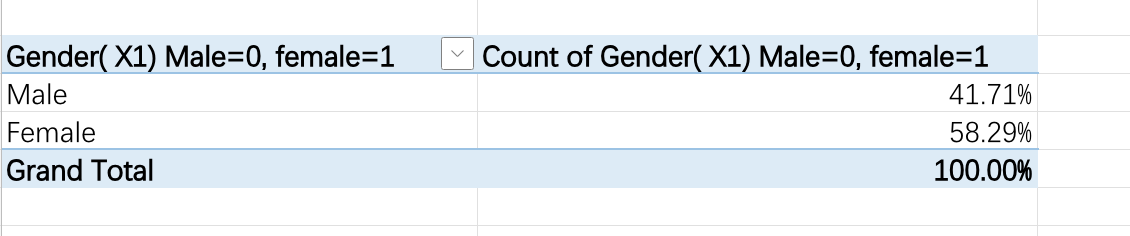 Gender( X1) Male=0, female=1 Count of Gender( X1) Male=0, female=1
Male 41.71%
Female 58.29%
Grand Total 100.00%